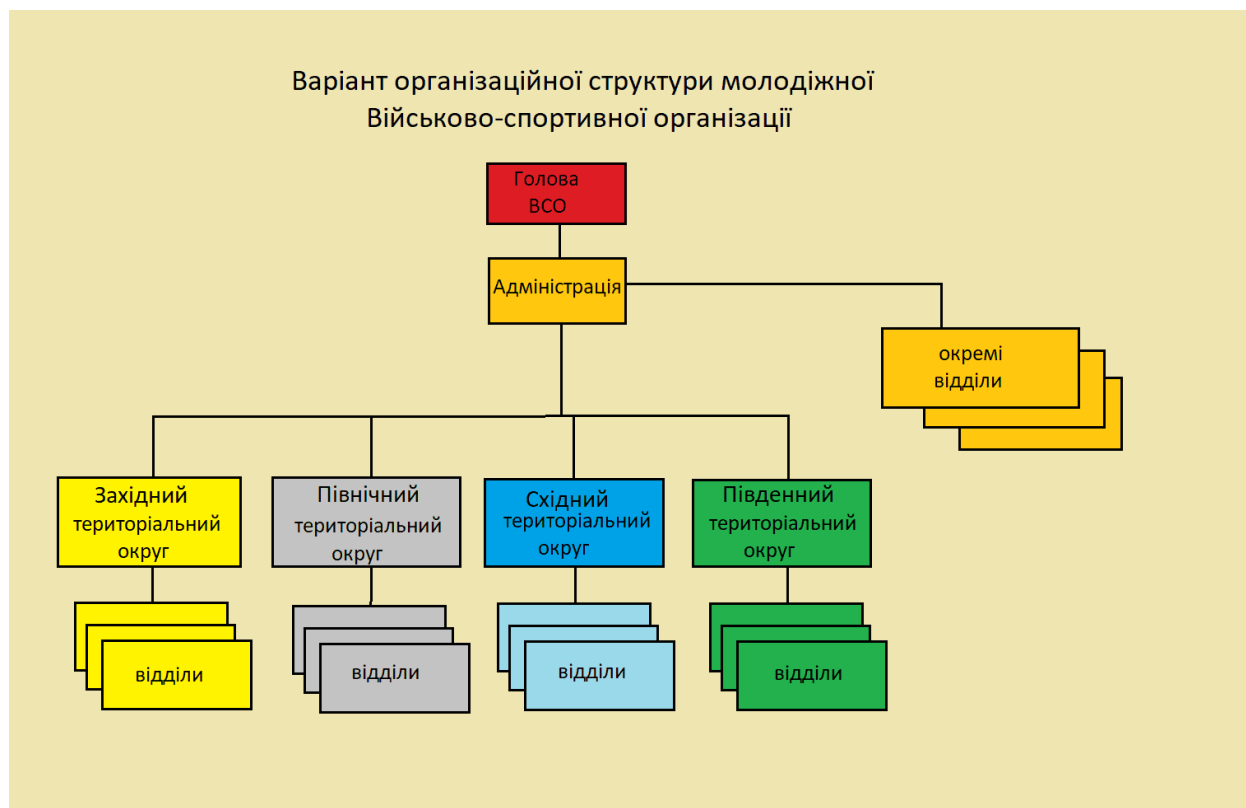 Варіант організаційної структури молодіжної
Військово-спортивної організації
Голова
ВСО
Адміністрація
окремі
відділи
Західний
територіальний
округ
Північний
територіальний
округ
Східний
територіальний
округ
Південний
територіальний
округ
відділи
відділи
відділи
відділи